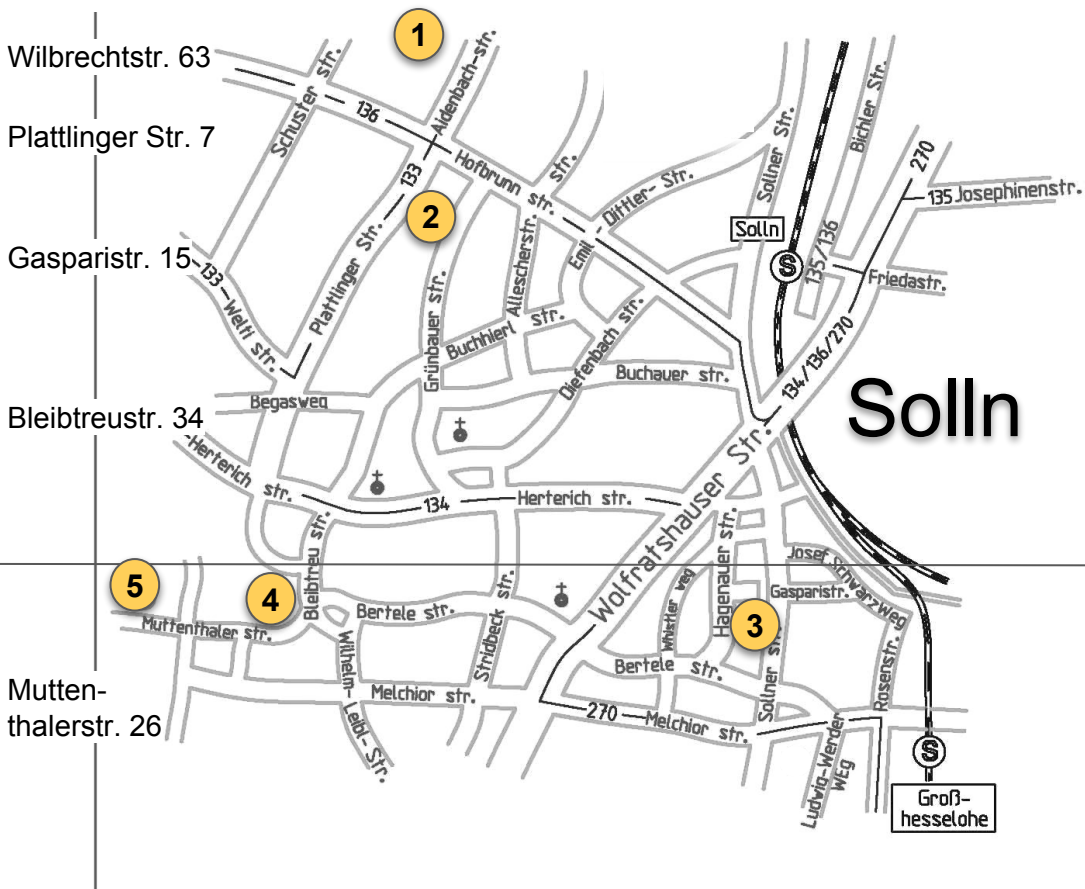 Wilbrechtstr. 63
Plattlinger Str. 7
Gasparistr. 15
Bleibtreustr. 34
Mutten-
thalerstr. 26
Solln
1
2
3
4
5
Schuster str.
136
Aidenbach-str.
133
Hofbrunn str.
str.
Emil - Dittler- Str.
Sollner Str.
Bichler Str.
270
135 Josephinenstr.
Solln
S
135/136
Friedastr.
134/136/270
133
Welti str.
Plattlinger Str.
Grünbauer str.
Allescherstr.
Buchhierl str.
Diefenbach str.
Buchauer str.
Begasweg
-Herterich str.
134
Herterich str.
Wolfratshauser Str.
Bleibtreu str.
Bertele str.
Muttenthaler str.
Wilhelm-Leibl-Str.
Melchior str.
Stridbeck str.
Whistler weg
Hagenauer str.
Josef Schwarzweg
Gasparistr.
Bertele str.
Sollner str.
Rosenstr.
270
Melchior str.
Ludwig-Werder
WEg
S
Groß-
hesselohe